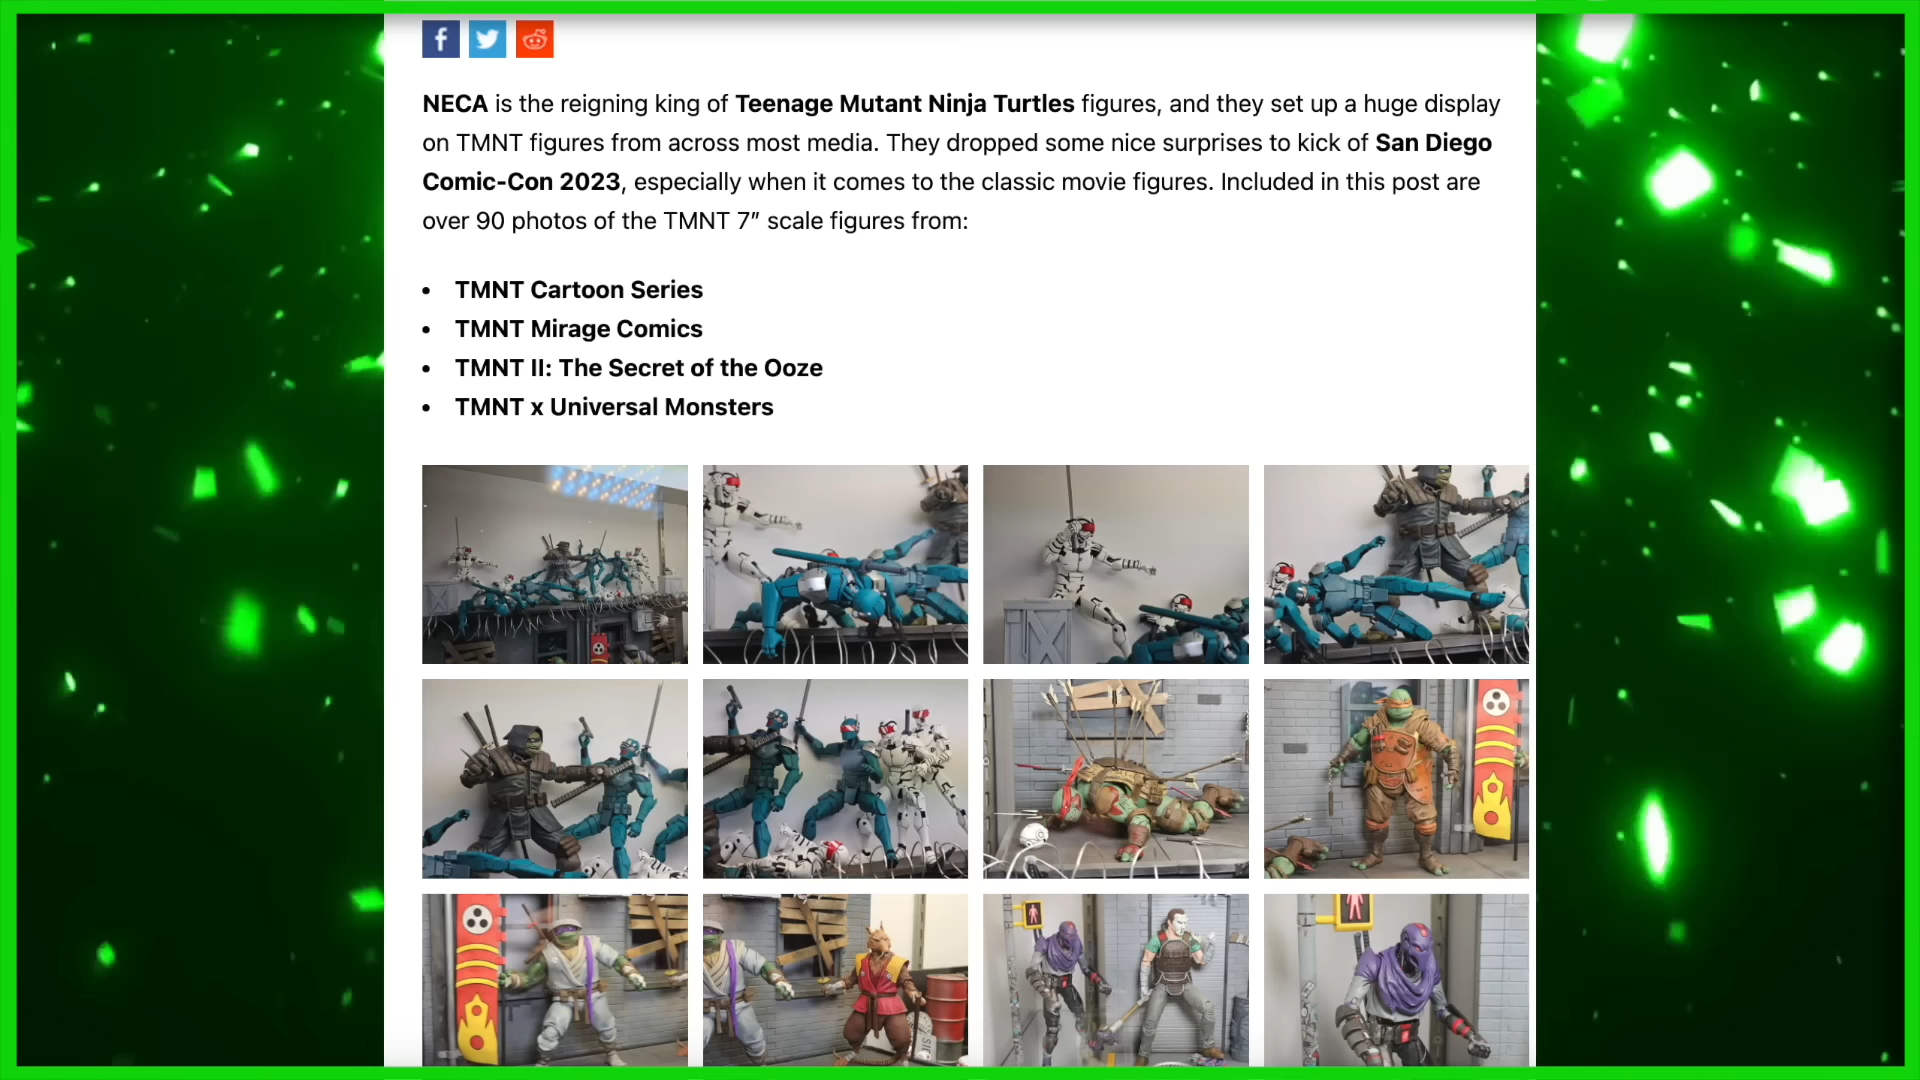 NECA is the reigning king of Teenage Mutant Ninja Turtles figures, and they set up a huge display
on TMNT figures from across most media. They dropped some nice surprises to kick of San Diego
Comic-Con 2023, especially when it comes to the classic movie figures. Included in this post are
over 90 photos of the TMNT 7” scale figures from:
• TMNT Cartoon Series
• TMNT Mirage Comics
• TMNT II: The Secret of the Ooze
• TMNT x Universal Monsters